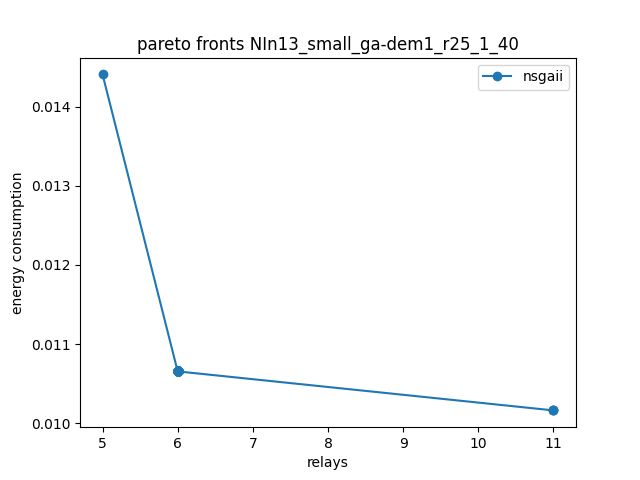 pareto fronts NIn13_small_ga-dem1_r25_1_40
nsgaii
energy consumption
0.014
0.013
0.012
0.011
0.010
5 6 7 8 9 10 11
relays